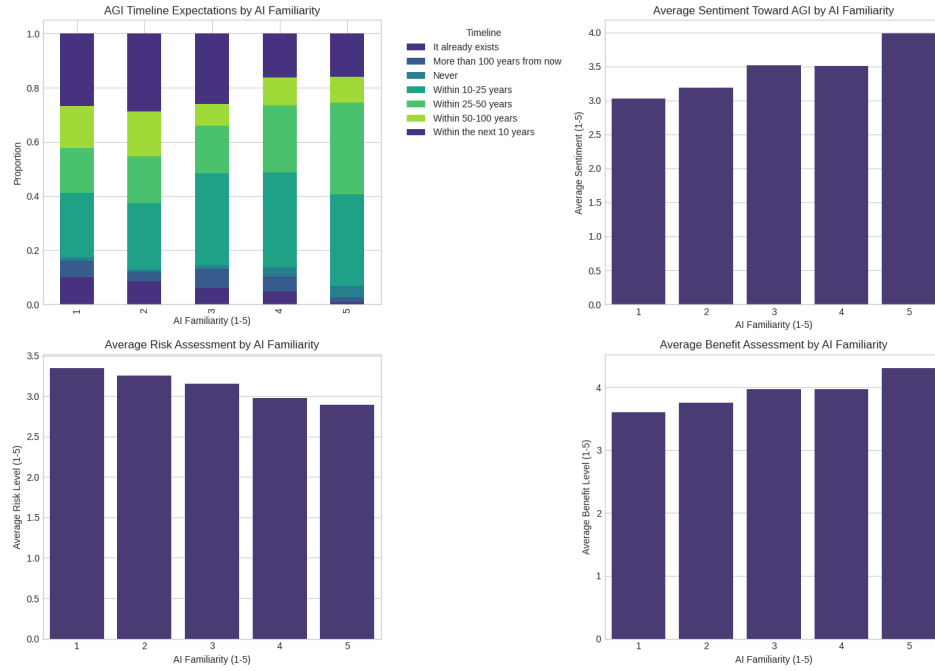 AGI Timeline Expectations by AI Familiarity
1.0
0.8
0.6
0.4
0.2
0.0
Proportion
1 2 3 4 5
AI Familiarity (1-5)
Timeline
It already exists
More than 100 years from now
Never
Within 10-25 years
Within 25-50 years
Within 50-100 years
Within the next 10 years
Average Sentiment Toward AGI by AI Familiarity
4.0
3.5
3.0
2.5
2.0
1.5
1.0
0.5
0.0
Average Sentiment (1-5)
1 2 3 4 5
AI Familiarity (1-5)
Average Risk Assessment by AI Familiarity
3.5
3.0
2.5
2.0
1.5
1.0
0.5
0.0
Average Risk Level (1-5)
1 2 3 4 5
AI Familiarity (1-5)
Average Benefit Assessment by AI Familiarity
4
3
2
1
0
Average Benefit Level (1-5)
1 2 3 4 5
AI Familiarity (1-5)